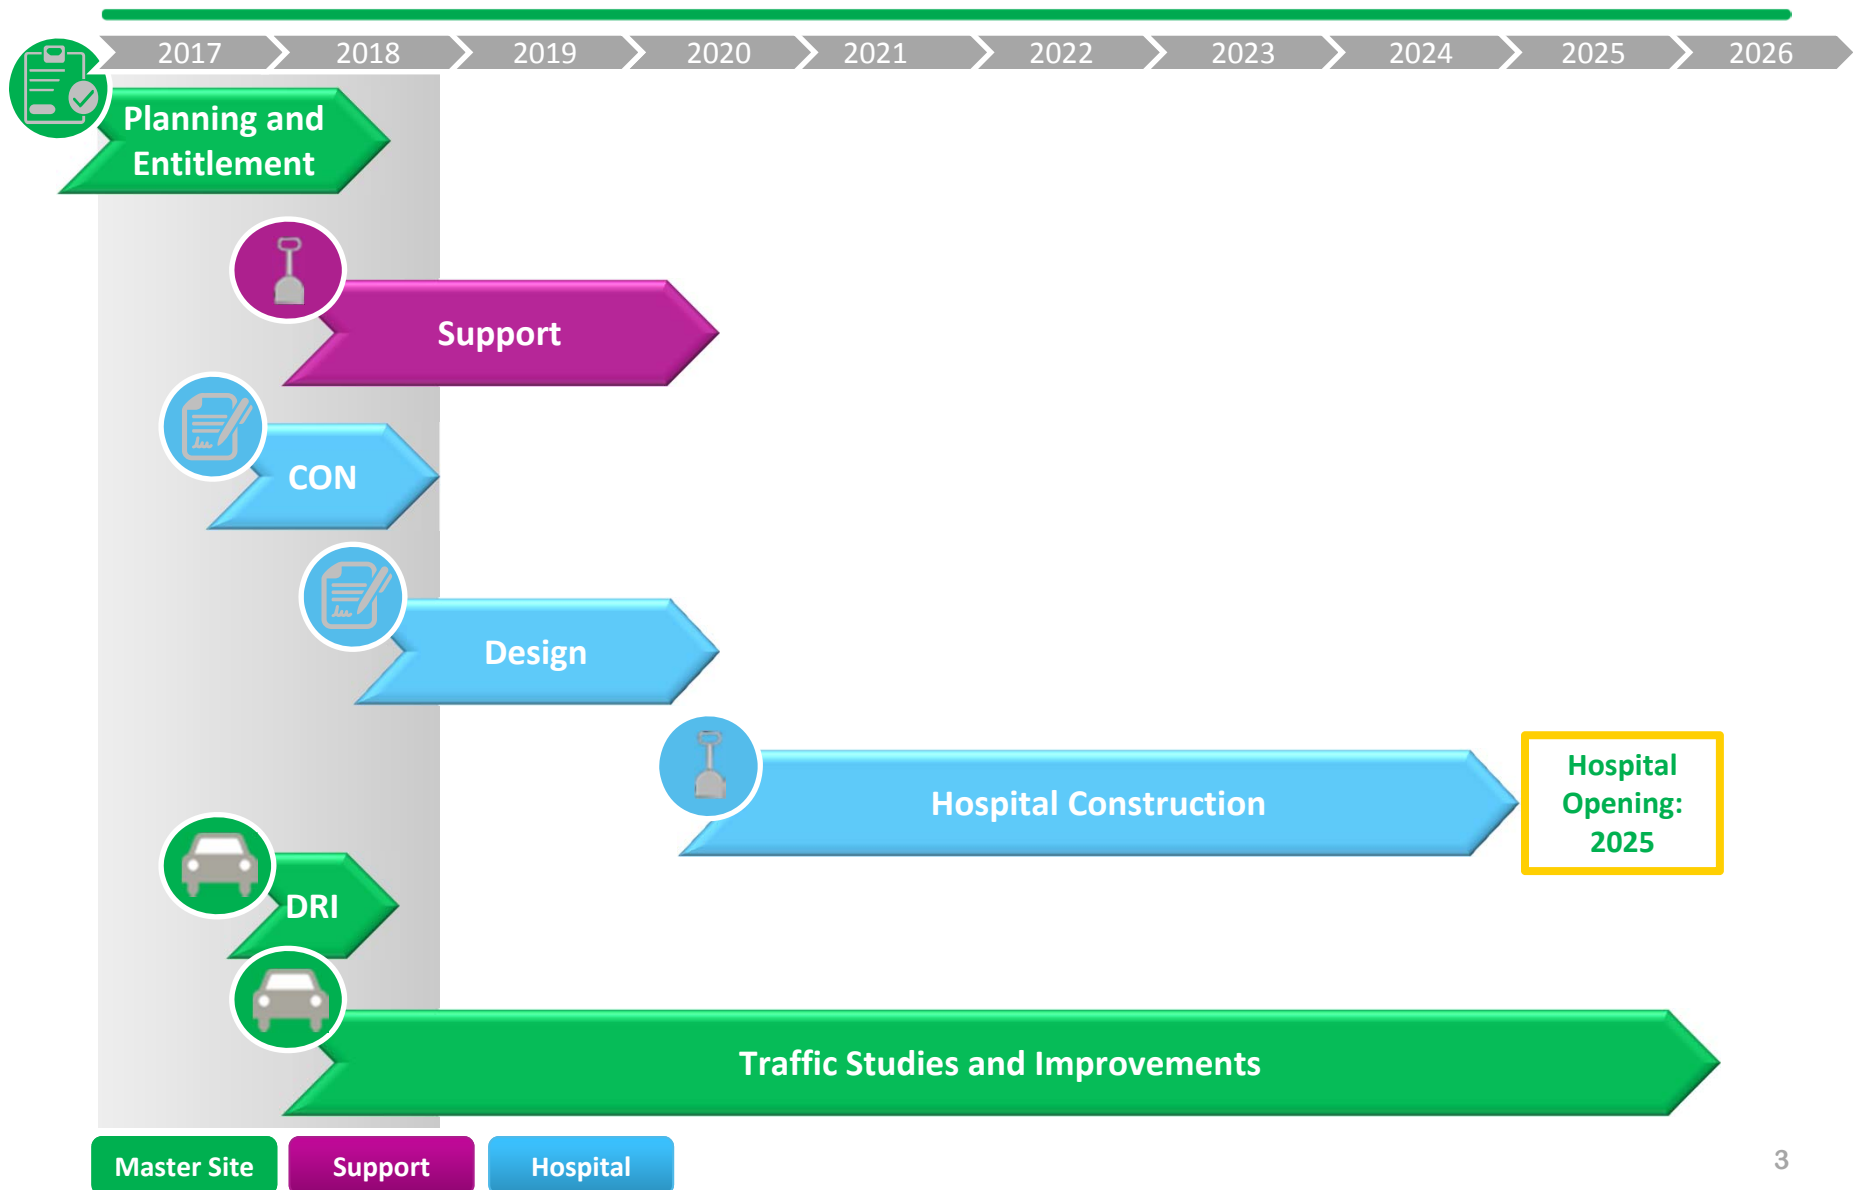 2017 2018 2019 2020 2021 2022 2023 2024 2025 2026
Planning and
Entitlement
Support
CON
Design
Hospital Construction
Hospital
Opening:
2025
DRI
Traffic Studies and Improvements
Master Site
Support
Hospital
3